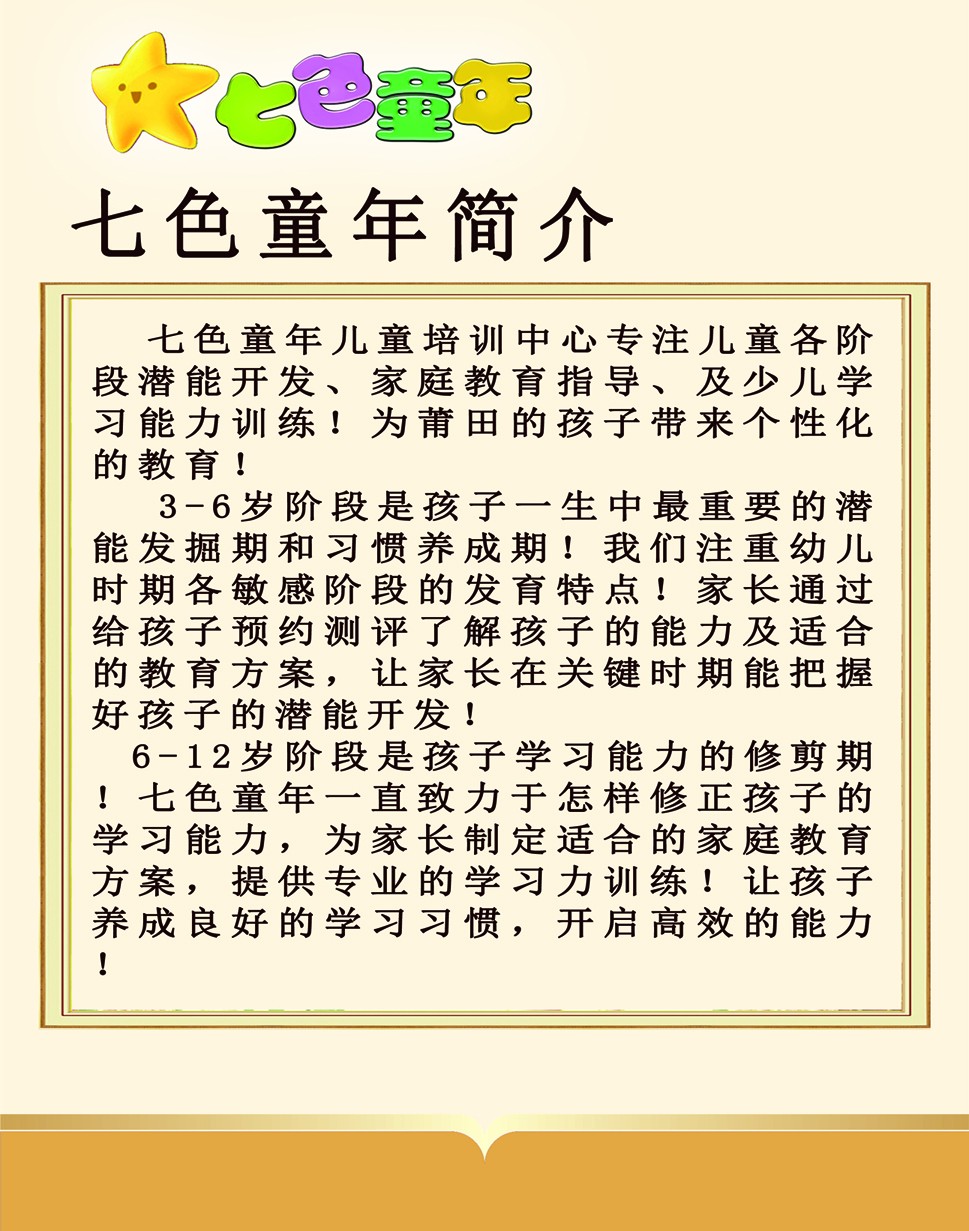 七色童年
七色童年简介
七色童年儿童培训中心专注儿童各阶
段潜能开发、家庭教育指导、及少儿学
习能力训练！为莆田的孩子带来个性化
的教育！
3-6岁阶段是孩子一生中最重要的潜
能发掘期和习惯养成期！我们注重幼儿
时期各敏感阶段的发育特点！家长通过
给孩子预约测评了解孩子的能力及适合
的教育方案，让家长在关键时期能把握
好孩子的潜能开发！
6-12岁阶段是孩子学习能力的修剪期
！七色童年一直致力于怎样修正孩子的
学习能力，为家长制定适合的家庭教育
方案，提供专业的学习力训练！让孩子
养成良好的学习习惯，开启高效的能力
！